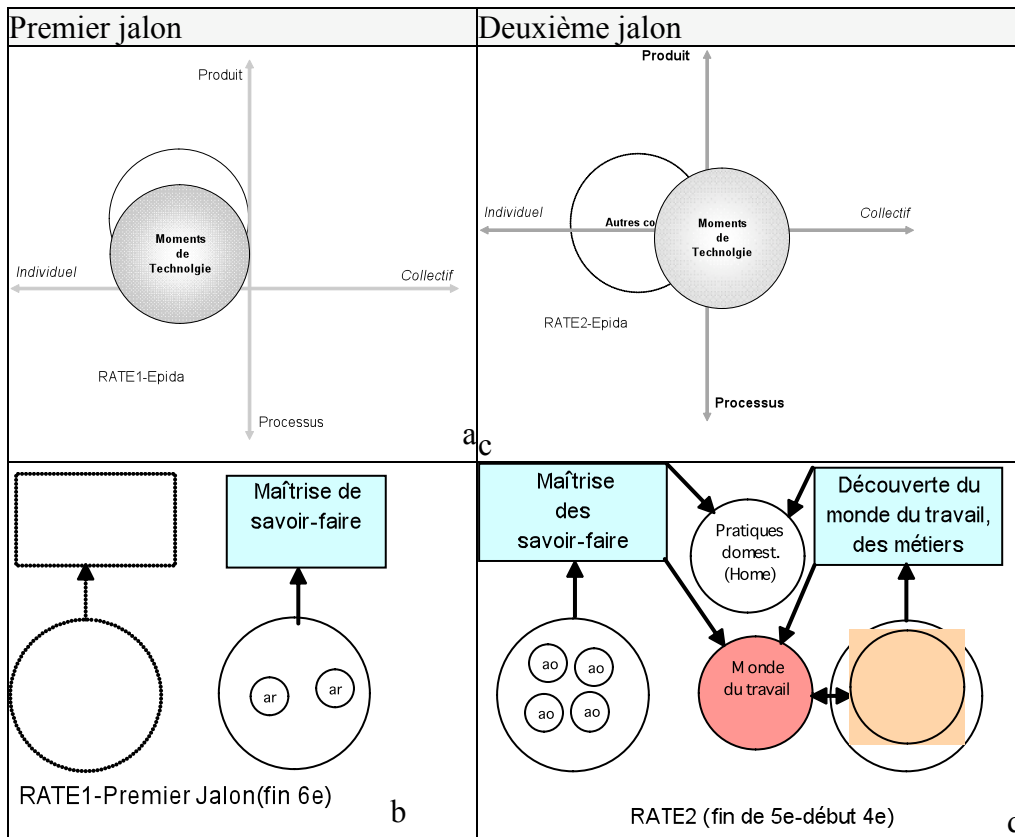 Premier jalon
Deuxième jalon
Produit
Moments
de
Technolgie
Individuel
Collectif
RATE1-Epida
Processus
a
Produit
Individuel
Autres co
Moments
de
Technolgie
Collectif
RATE2-Epida
Processus
c
Maîtrise de
savoir-faire
ar
ar
RATE1-Premier Jalon(fin 6e)
b
Maîtrise
des
savoir-faire
Pratiques
domest.
(Home)
Découverte du
monde du travail,
des métiers
ao
ao
ao
ao
Monde
du travail
RATE2 (fin de 5e-début 4e)